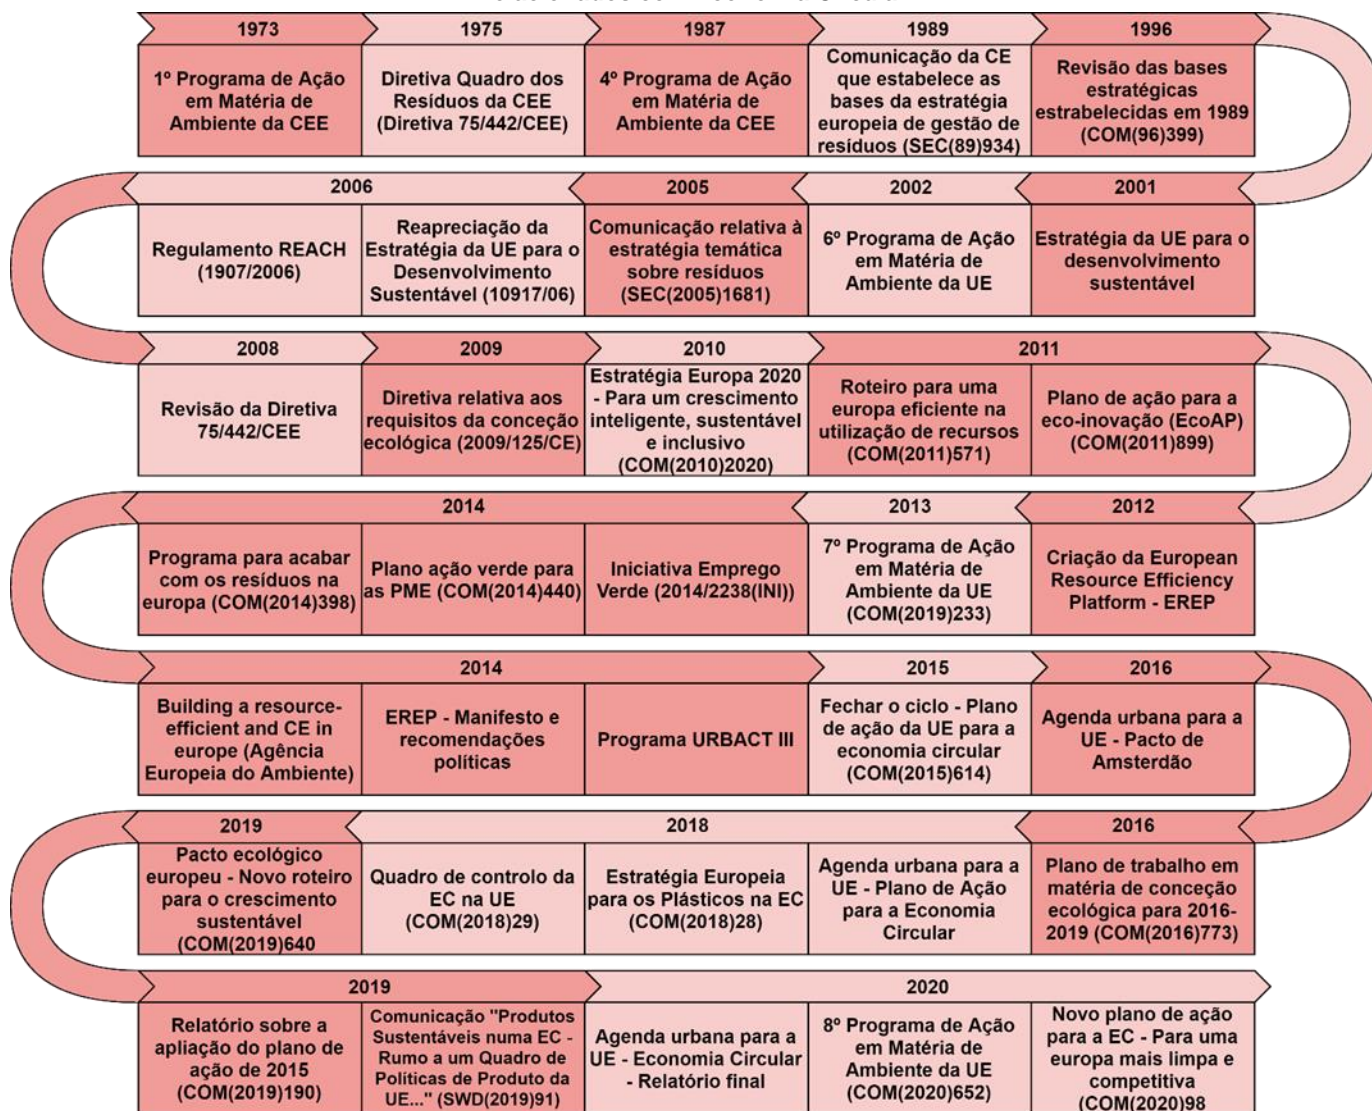 1973
1975
1987
1989
1996
1º Programa de Ação
em Matéria de
Ambiente da CEE
Diretiva Quadro dos
Resíduos da CEE
(Diretiva 75/442/CEE)
4º Programa de Ação
em Matéria de
Ambiente da CEE
Comunicação da CE
que estabelece as
bases da estratégia
europeia de gestão de
resíduos (SEC(89)934)
Revisão das bases
estratégicas
estrabelecidas em 1989
(COM(96)399)
2006
2005
2002
2001
Regulamento REACH
(1907/2006)
Reapreciação da
Estratégia da UE para o
Desenvolvimento
Sustentável (10917/06)
Comunicação relativa à
estratégia temática
sobre resíduos
(SEC(2005)1681)
6º Programa de Ação
em Matéria de
Ambiente da UE
Estratégia da UE para o
desenvolvimento
sustentável
2008
2009
2010
2011
Revisão da Diretiva
75/442/CEE
Diretiva relativa aos
requisitos da conceção
ecológica (2009/125/CE)
Estratégia Europa 2020
- Para um crescimento
inteligente, sustentável
e inclusivo
(COM(2010)2020)
Roteiro para uma
europa eficiente na
utilização de recursos
(COM(2011)571)
Plano de ação para a
eco-inovação (EcoAP)
(COM(2011)899)
2014
2013
2012
Programa para acabar
com os resíduos na
europa (COM(2014)398)
Plano ação verde para
as PME (COM(2014)440)
Iniciativa Emprego
Verde (2014/2238(INI))
7º Programa de Ação
em Matéria de
Ambiente da UE
(COM(2019)233)
Criação da European
Resource Efficiency
Platform - EREP
2014
2015
2016
Building a resource-
efficient and CE in
europe (Agência
Europeia do Ambiente)
EREP - Manifesto e
recomendações
políticas
Programa URBACT III
Fechar o ciclo - Plano
de ação da UE para a
economia circular
(COM(2015)614)
Agenda urbana para a
UE - Pacto de
Amsterdão
2019
2018
2016
Pacto ecológico
europeu - Novo roteiro
para o crescimento
sustentável
(COM(2019)640
Quadro de controlo da
EC na UE
(COM(2018)29)
Estratégia Europeia
para os Plásticos na EC
(COM(2018)28)
Agenda urbana para a
UE - Plano de Ação
para a Economia
Circular
Plano de trabalho em
matéria de conceção
ecológica para 2016-
2019 (COM(2016)773)
2019
2020
Relatório sobre a
apliação do plano de
ação de 2015
(COM(2019)190)
Comunicação "Produtos
Sustentáveis numa EC -
Rumo a um Quadro de
Políticas de Produto da
UE..." (SWD(2019)91)
Agenda urbana para a
UE - Economia Circular
- Relatório final
8º Programa de Ação
em Matéria de
Ambiente da UE
(COM(2020)652)
Novo plano de ação
para a EC - Para uma
europa mais limpa e
competitiva
(COM(2020)98